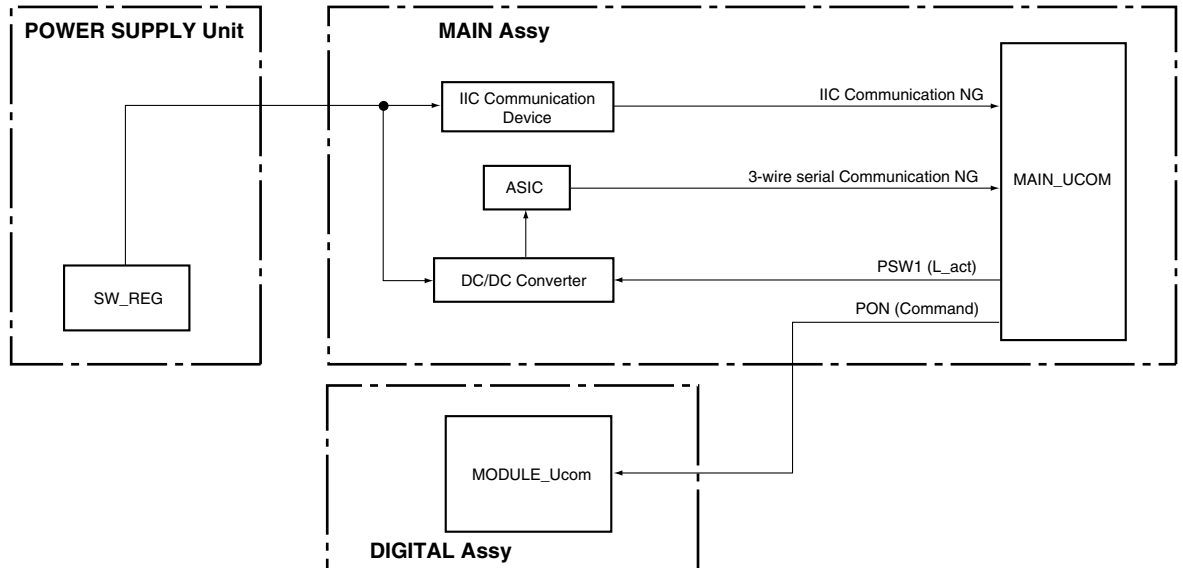 POWER SUPPLY Unit
MAIN Assy
IIC Communication
Device
IIC Communication NG
ASIC
3-wire serial Communication NG
MAIN_UCOM
SW_REG
DC/DC Converter
PSW1 (L_act)
PON (Command)
MODULE_Ucom
DIGITAL Assy